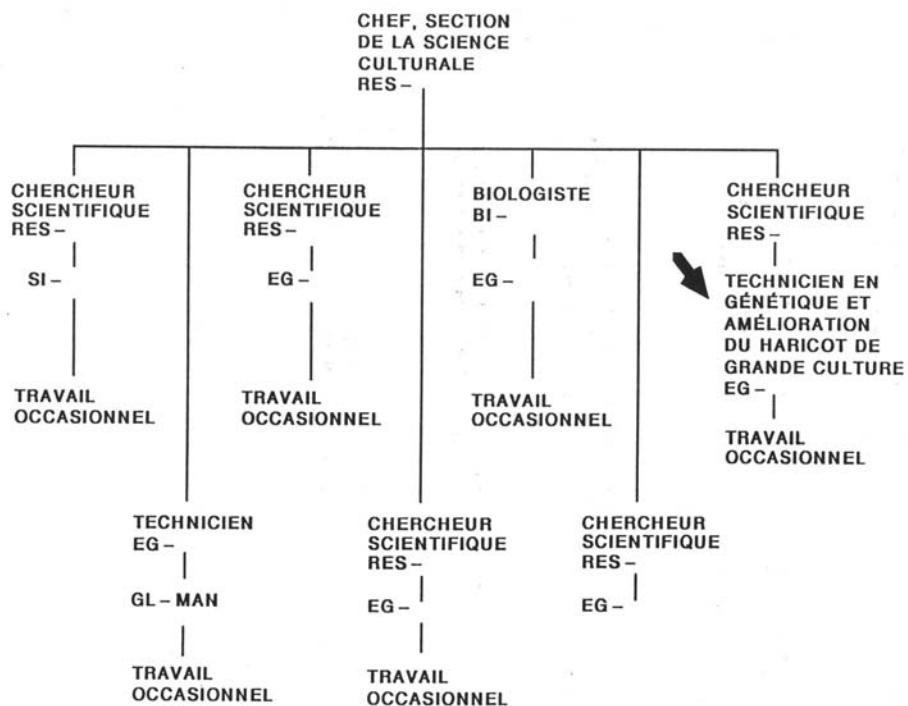 CHEF, SECTION
DE LA SCIENCE
CULTURALE
RES –
CHERCHEUR
SCIENTIFIQUE
RES –
SI –
TRAVAIL
OCCASIONNEL
CHERCHEUR
SCIENTIFIQUE
RES –
EG –
TRAVAIL
OCCASIONNEL
BIOLOGISTE
BI –
EG –
TRAVAIL
OCCASIONNEL
CHERCHEUR
SCIENTIFIQUE
RES –
TECHNICIEN EN
GÉNÉTIQUE ET
AMÉLIORATION
DU HARICOT DE
GRANDE CULTURE
EG –
TRAVAIL
OCCASIONNEL
TECHNICIEN
EG –
GL – MAN
TRAVAIL
OCCASIONNEL
CHERCHEUR
SCIENTIFIQUE
RES –
EG –
TRAVAIL
OCCASIONNEL
CHERCHEUR
SCIENTIFIQUE
RES –
EG –